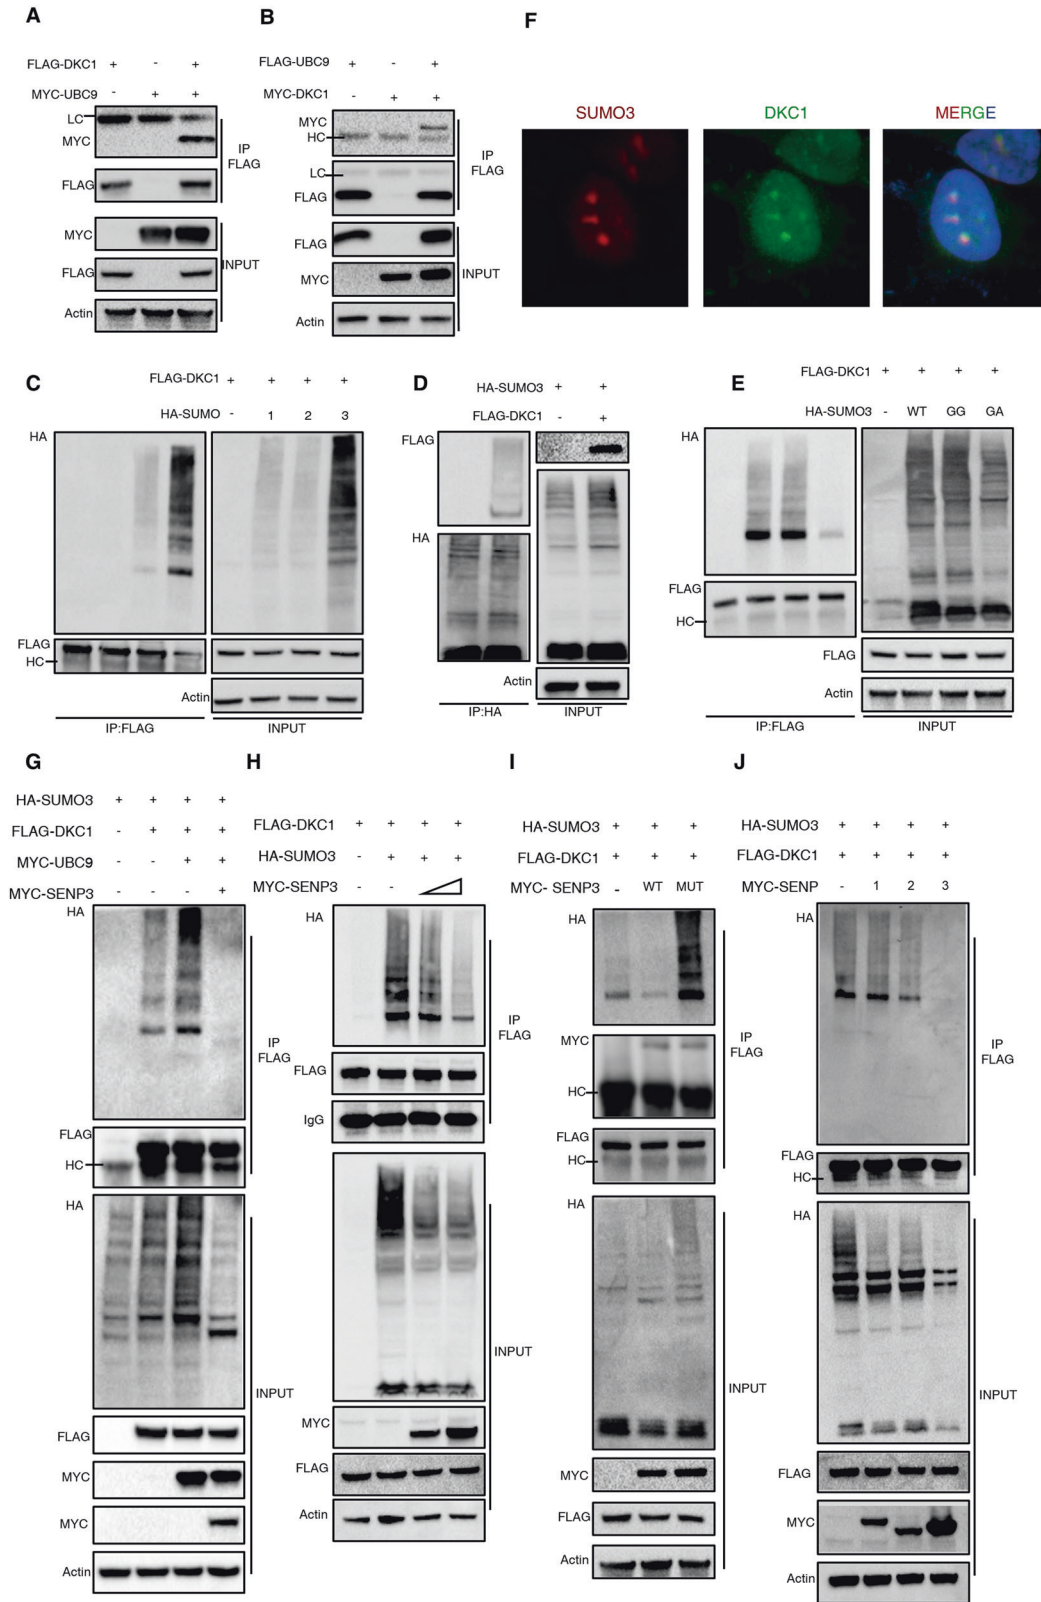 A
FLAG-DKC1 + - +
MYC-UBC9 - + +
LC
MYC
FLAG
IP
FLAG
MYC
FLAG
Actin
INPUT
B
FLAG-UBC9 + - +
MYC-DKC1 - + +
MYC
HC
LC
FLAG
IP
FLAG
FLAG
MYC
Actin
INPUT
F
SUMO3 DKC1 MERGE
C
FLAG-DKC1 + + + +
HA-SUMO - 1 2 3
HA
FLAG
HC
Actin
IP:FLAG INPUT
D
HA-SUMO3 + +
FLAG-DKC1 - +
FLAG
HA
Actin
IP:HA INPUT
E
FLAG-DKC1 + + + +
HA-SUMO3 - WT GG GA
HA
FLAG
HC
FLAG
Actin
IP:FLAG INPUT
G
HA-SUMO3 + + + +
FLAG-DKC1 - + + +
MYC-UBC9 - - + +
MYC-SENP3 - - - +
HA
IP
FLAG
FLAG
HC
HA
INPUT
FLAG
MYC
MYC
Actin
H
FLAG-DKC1 + + + +
HA-SUMO3 - + + +
MYC-SENP3 - -
HA
IP
FLAG
FLAG
IgG
INPUT
MYC
FLAG
Actin
I
HA-SUMO3 + + +
FLAG-DKC1 + + +
MYC- SENP3 - WT MUT
HA
MYC
IP
FLAG
HC
FLAG
HC
HA
INPUT
MYC
FLAG
Actin
J
HA-SUMO3 + + + +
FLAG-DKC1 + + + +
MYC-SENP - 1 2 3
HA
IP
FLAG
FLAG
HC
HA
INPUT
FLAG
MYC
Actin